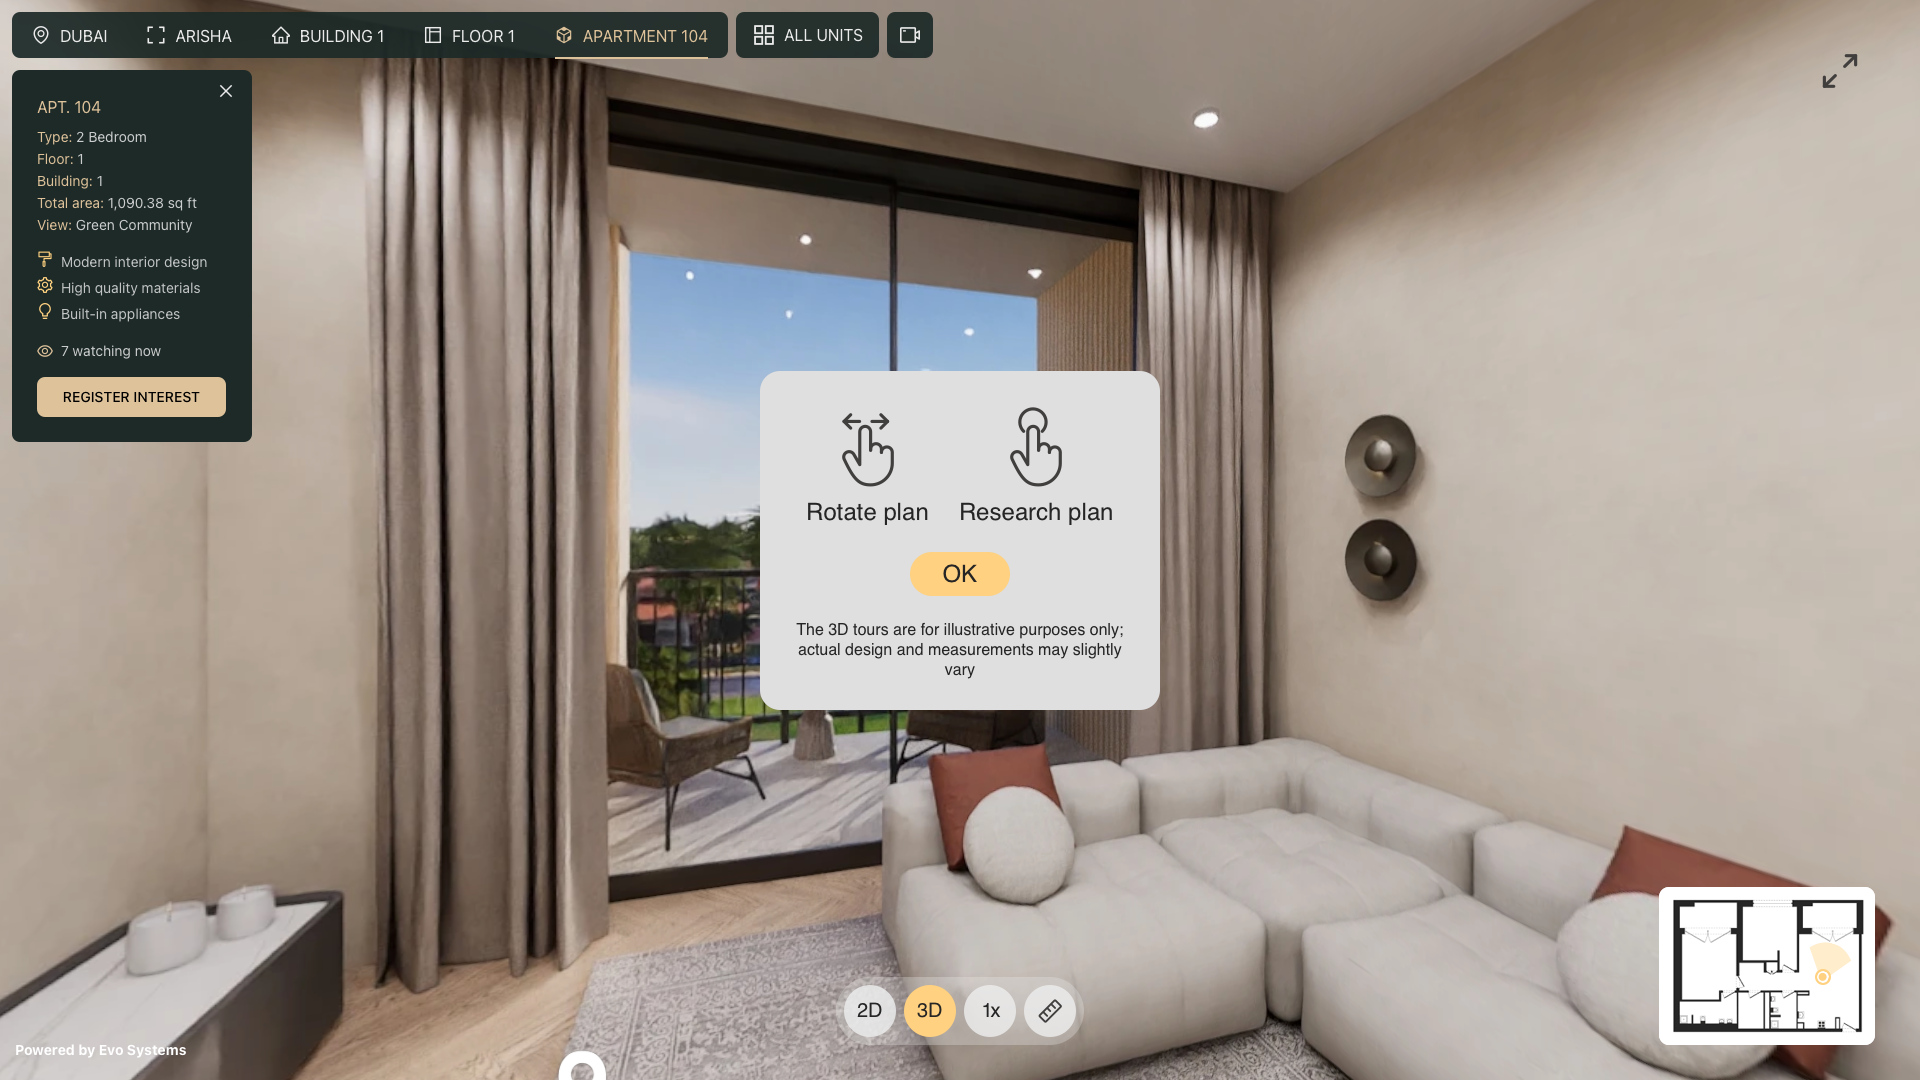 DUBAI
ARISHA
BUILDING 1
FLOOR 1
APARTMENT 104
ALL UNITS
APT. 104
Type: 2 Bedroom
Floor: 1
Building: 1
Total area: 1,090.38 sq ft
View: Green Community
Modern interior design
High quality materials
Built-in appliances
7 watching now
REGISTER INTEREST
Rotate plan
Research plan
OK
The 3D tours are for illustrative purposes only;
actual design and measurements may slightly
vary
2D
3D
1x
Powered by Evo Systems